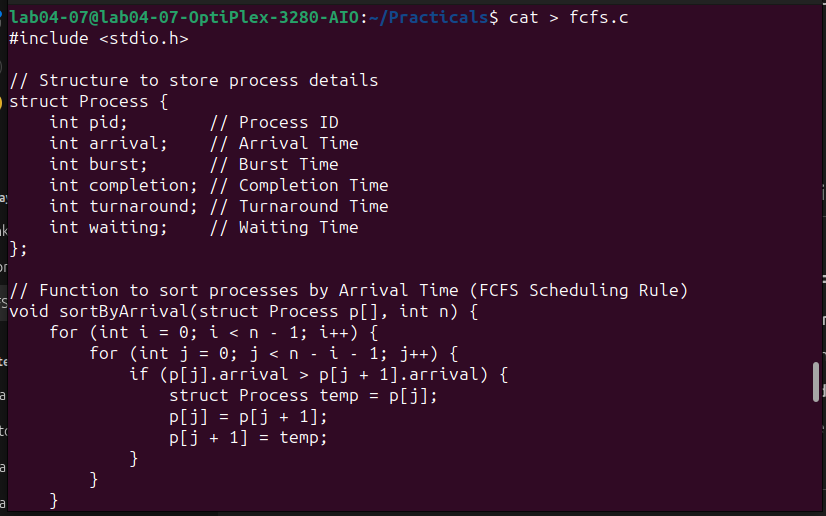 lab04-07@lab04-07-OptiPlex-3280-AIO:~/Practicals$ cat > fcfs.c
#include <stdio.h>

// Structure to store process details
struct Process {
    int pid;        // Process ID
    int arrival;    // Arrival Time
    int burst;      // Burst Time
    int completion; // Completion Time
    int turnaround; // Turnaround Time
    int waiting;    // Waiting Time
};

// Function to sort processes by Arrival Time (FCFS Scheduling Rule)
void sortByArrival(struct Process p[], int n) {
    for (int i = 0; i < n - 1; i++) {
        for (int j = 0; j < n - i - 1; j++) {
            if (p[j].arrival > p[j + 1].arrival) {
                struct Process temp = p[j];
                p[j] = p[j + 1];
                p[j + 1] = temp;
            }
        }
    }